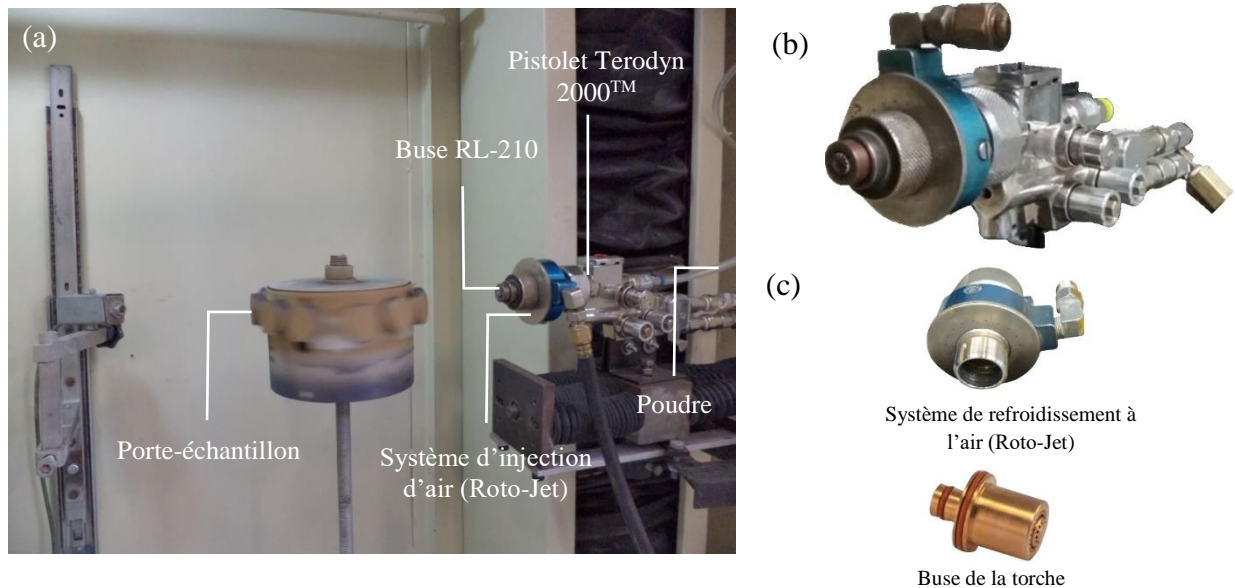 (a)
Pistolet Terodyn
2000TM
Buse RL-210
Porte-échantillon
Système d'injection
d'air (Roto-Jet)
Poudre
(b)
(c)
Système de refroidissement à
l'air (Roto-Jet)
Buse de la torche